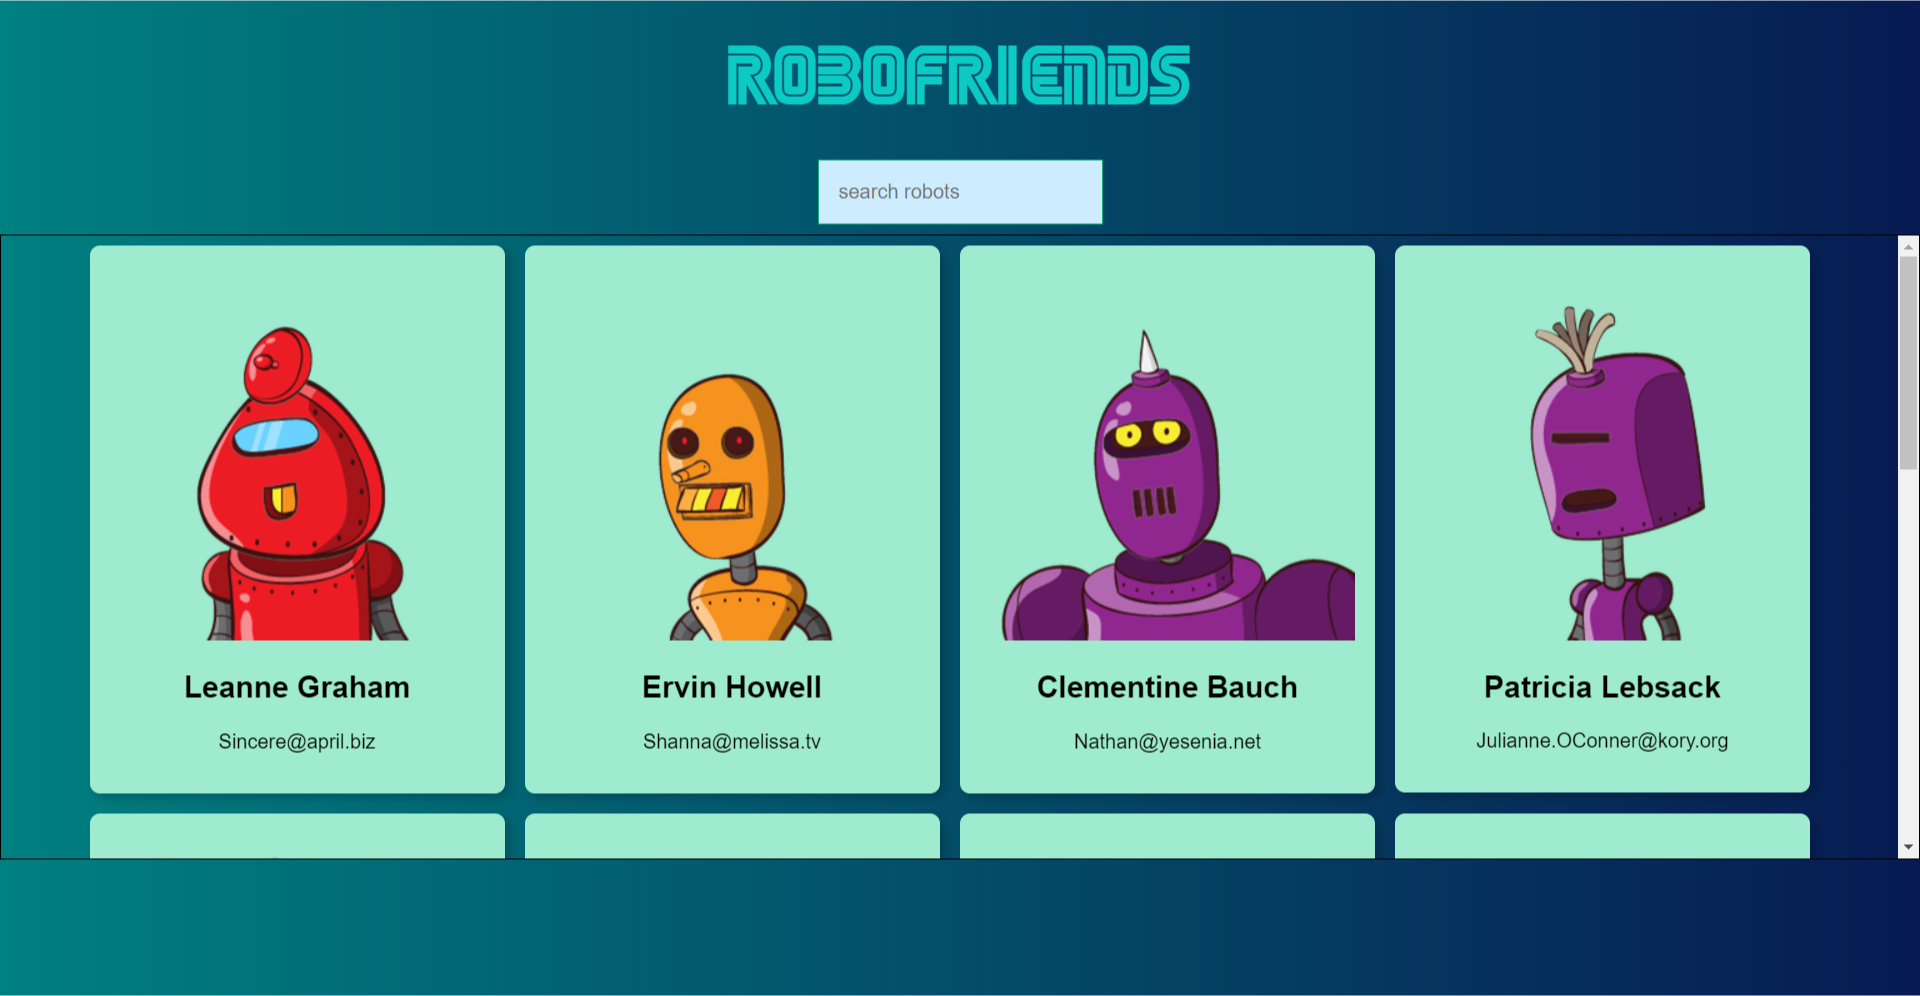 ROBOFRIENDS
search robots
Leanne Graham
Sincere@april.biz
Ervin Howell
Shanna@melissa.tv
Clementine Bauch
Nathan@yesenia.net
Patricia Lebsack
Julianne.OConner@kory.org